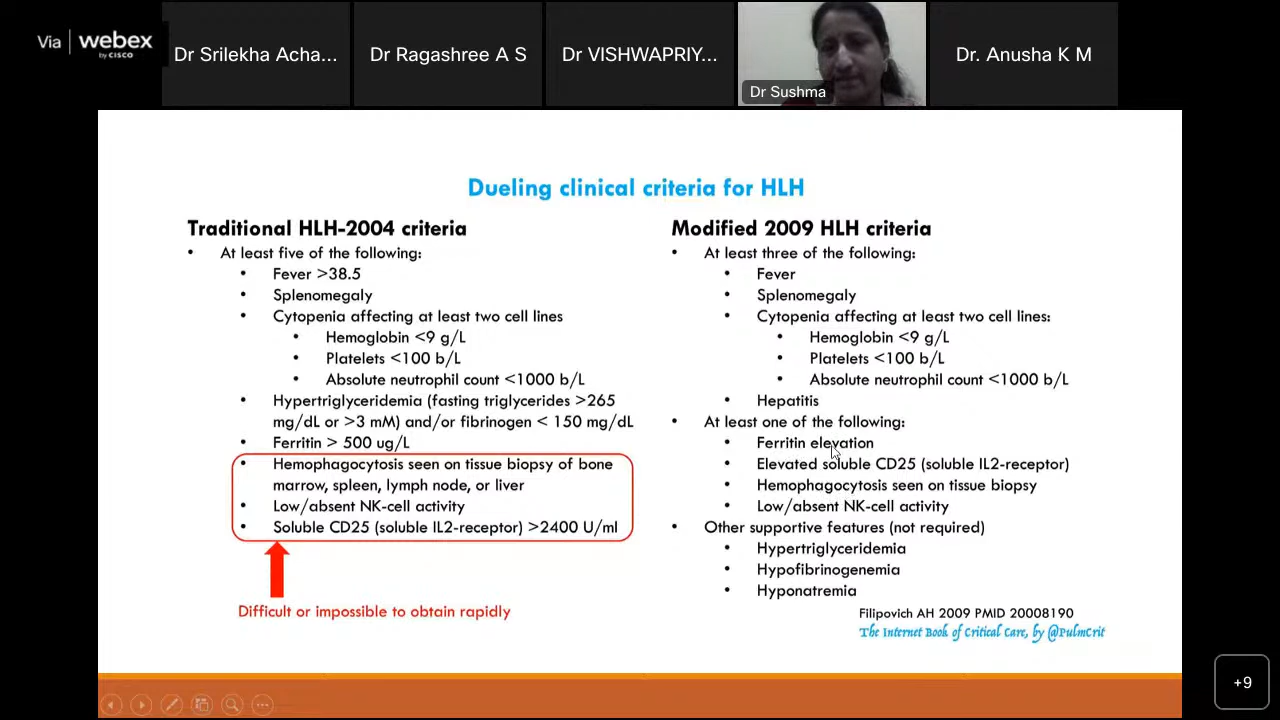 Via | webex
by CISCO
Dr Srilekha Acha...
Dr Ragashree A S
Dr VISHWAPRIY...
Dr Sushma
Dr. Anusha K M
Dueling clinical criteria for HLH
Traditional HLH-2004 criteria
• At least five of the following:
• Fever >38.5
• Splenomegaly
• Cytopenia affecting at least two cell lines
• Hemoglobin <9 g/L
• Platelets <100 b/L
• Absolute neutrophil count <1000 b/L
• Hypertriglyceridemia (fasting triglycerides >265
mg/dL or >3 mM) and/or fibrinogen < 150 mg/dL
• Ferritin > 500 ug/L
• Hemophagocytosis seen on tissue biopsy of bone
marrow, spleen, lymph node, or liver
• Low/absent NK-cell activity
• Soluble CD25 (soluble IL2-receptor) >2400 U/ml
Difficult or impossible to obtain rapidly
Modified 2009 HLH criteria
• At least three of the following:
• Fever
• Splenomegaly
• Cytopenia affecting at least two cell lines:
• Hemoglobin <9 g/L
• Platelets <100 b/L
• Absolute neutrophil count <1000 b/L
• Hepatitis
• At least one of the following:
• Ferritin elevation
• Elevated soluble CD25 (soluble IL2-receptor)
• Hemophagocytosis seen on tissue biopsy
• Low/absent NK-cell activity
• Other supportive features (not required)
• Hypertriglyceridemia
• Hypofibrinogenemia
• Hyponatremia
Filipovich AH 2009 PMID 20008190
The Internet Book of Critical Care, by @PulmCrit
+9